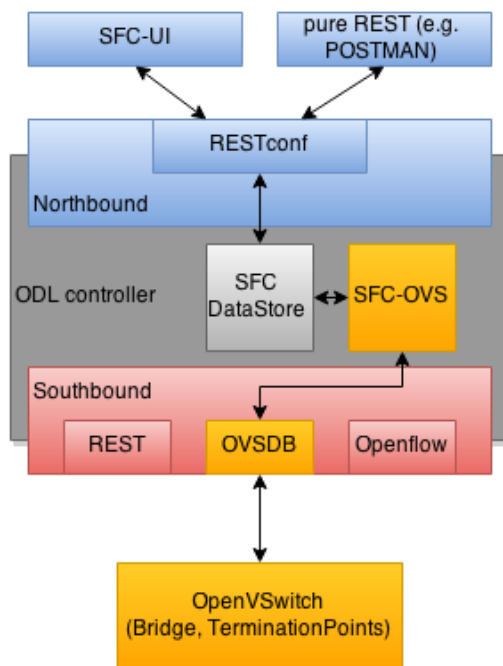 SFC-UI
pure REST (e.g.
POSTMAN)
RESTconf
Northbound
SFC
DataStore
SFC-OVS
ODL controller
Southbound
REST
OVSDB
Openflow
OpenVSwitch
(Bridge, TerminationPoints)